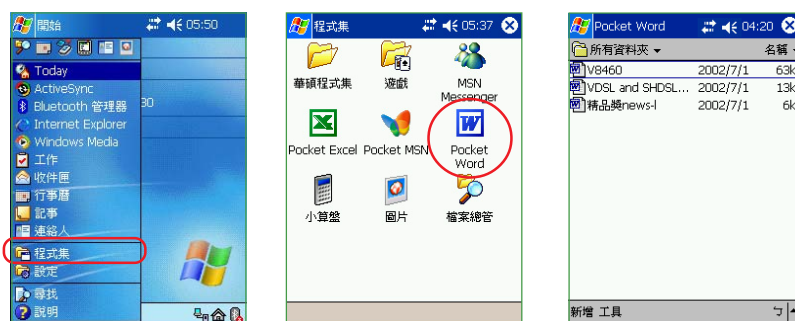 開始 05:50
Today
ActiveSync
Bluetooth 管理器
Internet Explorer
Windows Media
工作
收件匣
行事曆
記事
連絡人
程式集
設定
尋找
說明
30
程式集 05:37
華碩程式集 遊戲 MSN Messenger
Pocket Excel Pocket MSN Pocket Word
小算盤 圖片 檔案總管
Pocket Word 04:20
所有資料夾 名稱
V8460 2002/7/1 63k
VDSL and SHDSL... 2002/7/1 13k
精品獎news-l 2002/7/1 6k
新增 工具 ㄅ